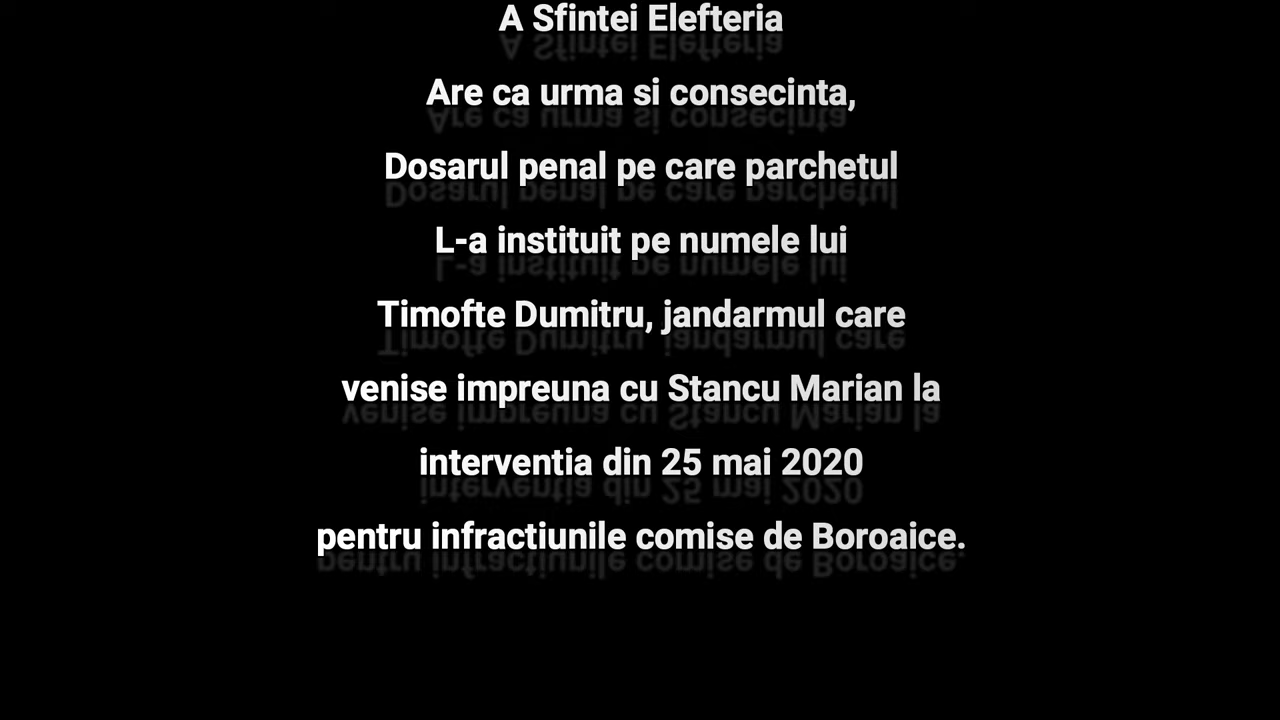 A Sfintei Elefteria
Are ca urma si consecinta,
Dosarul penal pe care parchetul
L-a instituit pe numele lui
Timofte Dumitru, jandarmul care
venise impreuna cu Stancu Marian la
interventia din 25 mai 2020
pentru infractiunile comise de Boroaice.